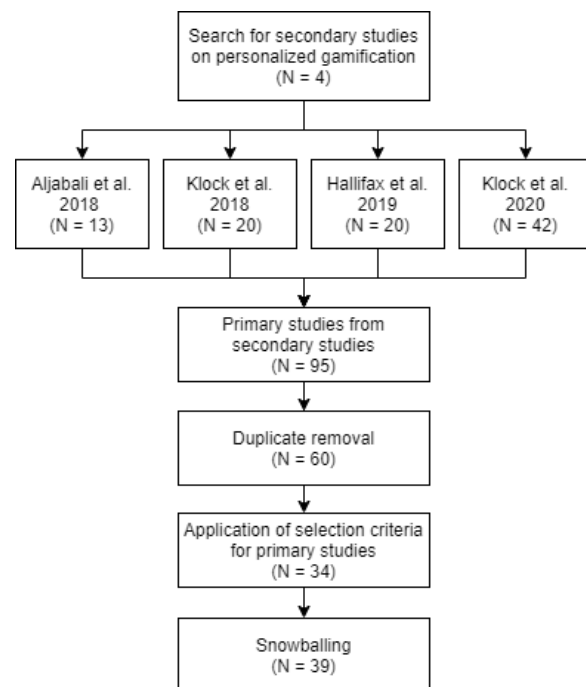 Search for secondary studies
on personalized gamification
(N = 4)
Aljabali et al.
2018
(N = 13)
Klock et al.
2018
(N = 20)
Hallifax et al.
2019
(N = 20)
Klock et al.
2020
(N = 42)
Primary studies from
secondary studies
(N = 95)
Duplicate removal
(N = 60)
Application of selection criteria
for primary studies
(N = 34)
Snowballing
(N = 39)